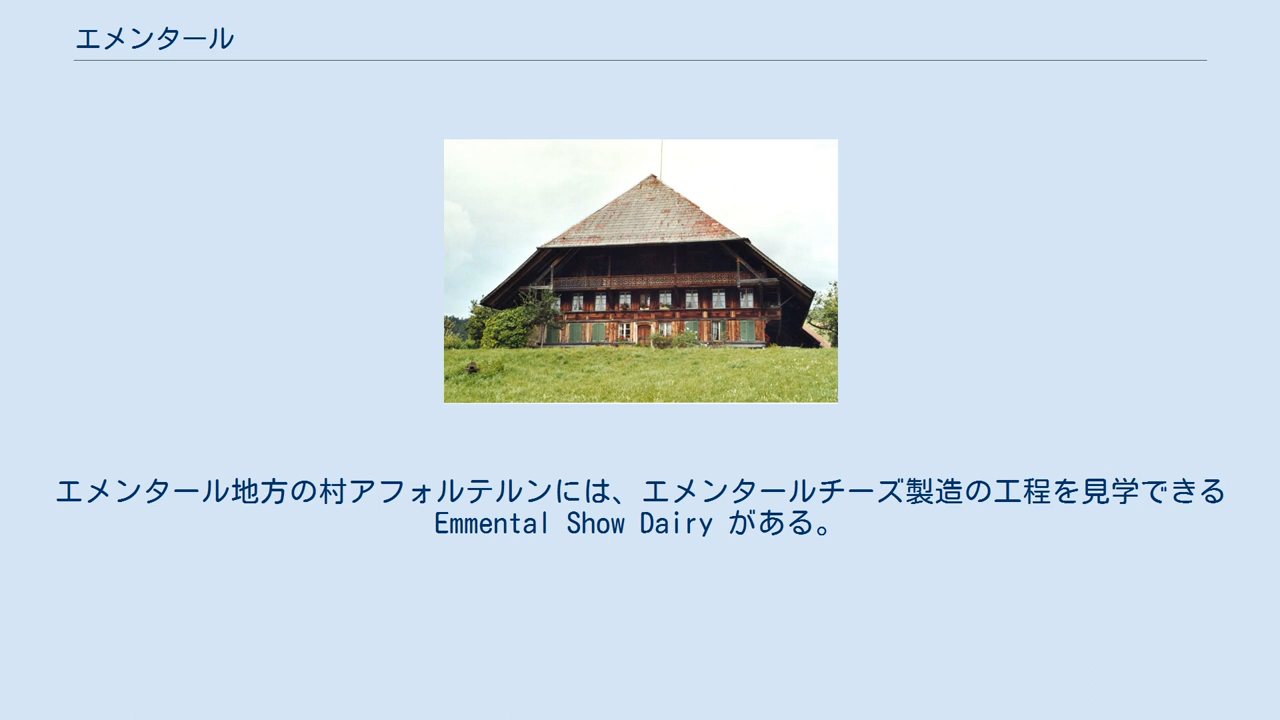 エメンタール
エメンタール地方の村アフォルテルンには、エメンタールチーズ製造の工程を見学できる
Emmental Show Dairy がある。